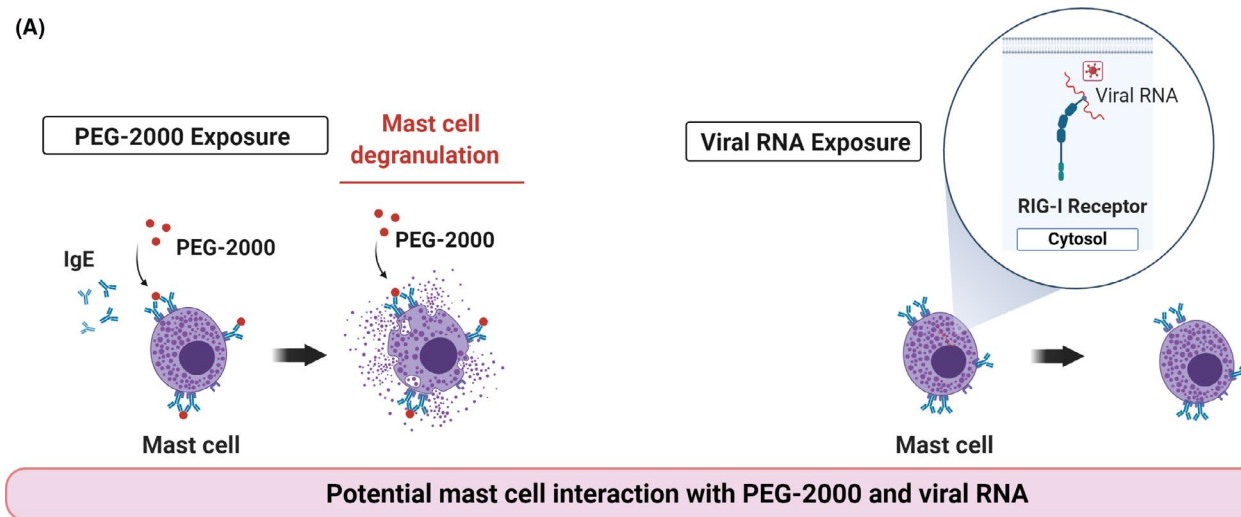 (A)
PEG-2000 Exposure
Mast cell
degranulation
IgE
PEG-2000
PEG-2000
Mast cell
Viral RNA Exposure
Viral RNA
RIG-I Receptor
Cytosol
Mast cell
Potential mast cell interaction with PEG-2000 and viral RNA